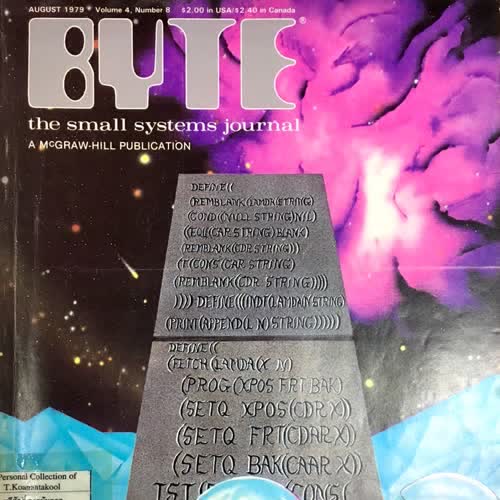 AUGUST 1979 Volume 4, Number 8 $2.00 in USA/$2.40 in Canada
BYTE®
the small systems journal
A McGRAW-HILL PUBLICATION
DEFINE((
(REMBLANK(LAMDA(STRING)
(COND(NULL STRING)NIL)
((EQU(CAR STRING)BLANK)
(REMBLANK(CDR STRING)))
(T(CONS(CAR STRING)
(REMBLANK(CDR STRING))))
)))) DEFINE(((NDT(LAMDA(N STRING)
(PRINT(APPEND(L N)STRING))))))
DEFINE((
(FETCH(LAMDA(X N)
(PROG(XPOS FRT BAK)
(SETQ XPOS(CDR X))
(SETQ FRT(CDAR X))
(SETQ BAK(CAAR X))
(CONS(
Personal Collection of